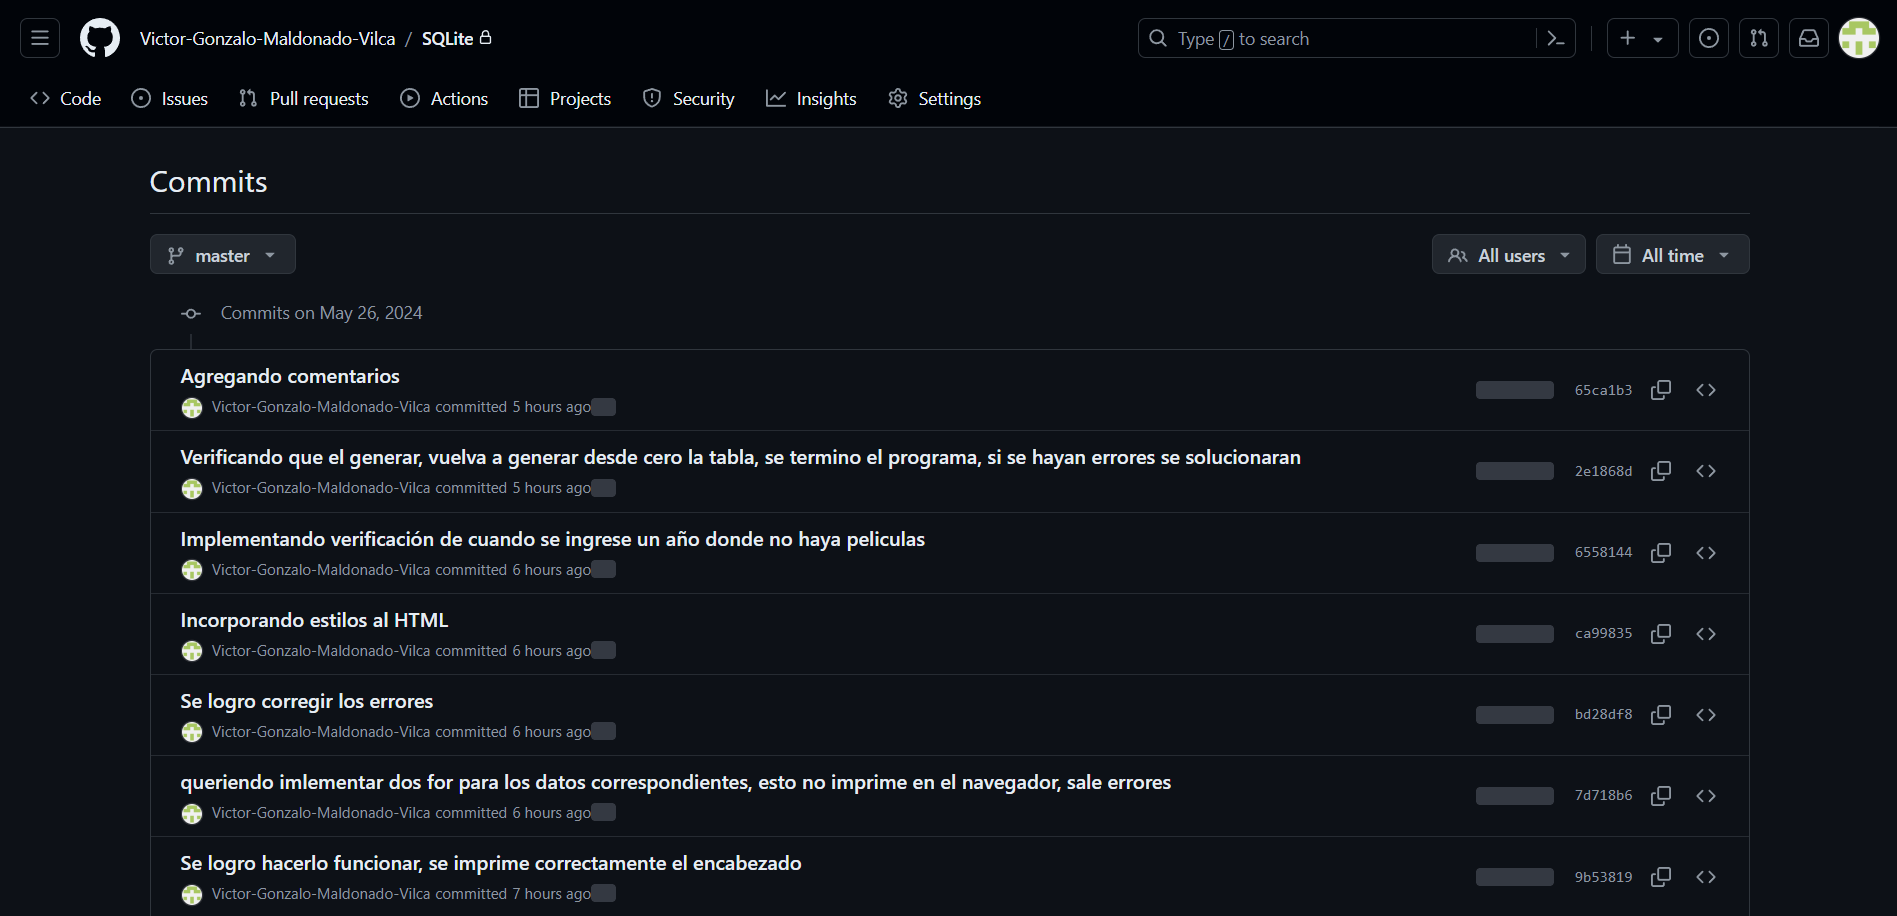 Victor-Gonzalo-Maldonado-Vilca / SQLite
Type / to search
Code Issues Pull requests Actions Projects Security Insights Settings
Commits
master
All users All time
Commits on May 26, 2024
Agregando comentarios
Victor-Gonzalo-Maldonado-Vilca committed 5 hours ago
65ca1b3
Verificando que el generar, vuelva a generar desde cero la tabla, se termino el programa, si se hayan errores se solucionaran
Victor-Gonzalo-Maldonado-Vilca committed 5 hours ago
2e1868d
Implementando verificación de cuando se ingrese un año donde no haya peliculas
Victor-Gonzalo-Maldonado-Vilca committed 6 hours ago
6558144
Incorporando estilos al HTML
Victor-Gonzalo-Maldonado-Vilca committed 6 hours ago
ca99835
Se logro corregir los errores
Victor-Gonzalo-Maldonado-Vilca committed 6 hours ago
bd28df8
queriendo imlementar dos for para los datos correspondientes, esto no imprime en el navegador, sale errores
Victor-Gonzalo-Maldonado-Vilca committed 6 hours ago
7d718b6
Se logro hacerlo funcionar, se imprime correctamente el encabezado
Victor-Gonzalo-Maldonado-Vilca committed 7 hours ago
9b53819